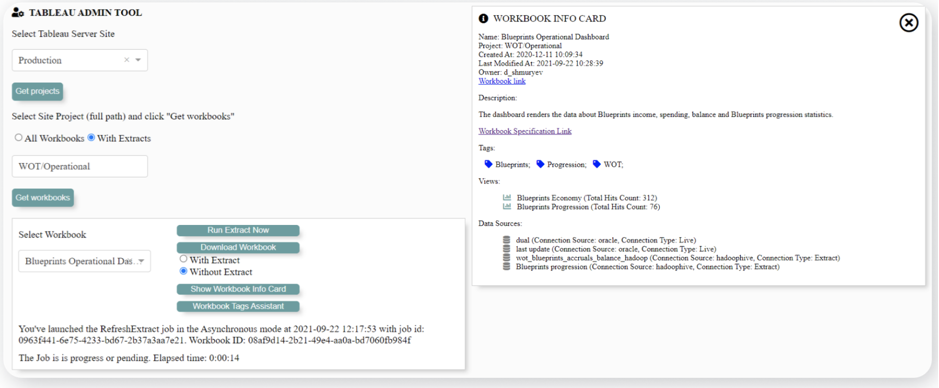 TABLEAU ADMIN TOOL
Select Tableau Server Site
Production
Get projects
Select Site Project (full path) and click "Get workbooks"
All Workbooks With Extracts
WOT/Operational
Get workbooks
Select Workbook
Blueprints Operational Das...
Run Extract Now
Download Workbook
With Extract
Without Extract
Show Workbook Info Card
Workbook Tags Assistant
You've launched the RefreshExtract job in the Asynchronous mode at 2021-09-22 12:17:53 with job id:
0963f441-6e75-4233-bd67-2b37a3aa7e21. Workbook ID: 08af9d14-2b21-49e4-aa0a-bd7060fb984f
The Job is is progress or pending. Elapsed time: 0:00:14
WORKBOOK INFO CARD
Name: Blueprints Operational Dashboard
Project: WOT/Operational
Created At: 2020-12-11 10:09:34
Last Modified At: 2021-09-22 10:28:39
Owner: d_shmuryev
Workbook link
Description:
The dashboard renders the data about Blueprints income, spending, balance and Blueprints progression statistics.
Workbook Specification Link
Tags:
Blueprints; Progression; WOT;
Views:
Blueprints Economy (Total Hits Count: 312)
Blueprints Progression (Total Hits Count: 76)
Data Sources:
dual (Connection Source: oracle, Connection Type: Live)
last update (Connection Source: oracle, Connection Type: Live)
wot_blueprints_accruals_balance_hadoop (Connection Source: hadoophive, Connection Type: Extract)
Blueprints progression (Connection Source: hadoophive, Connection Type: Extract)